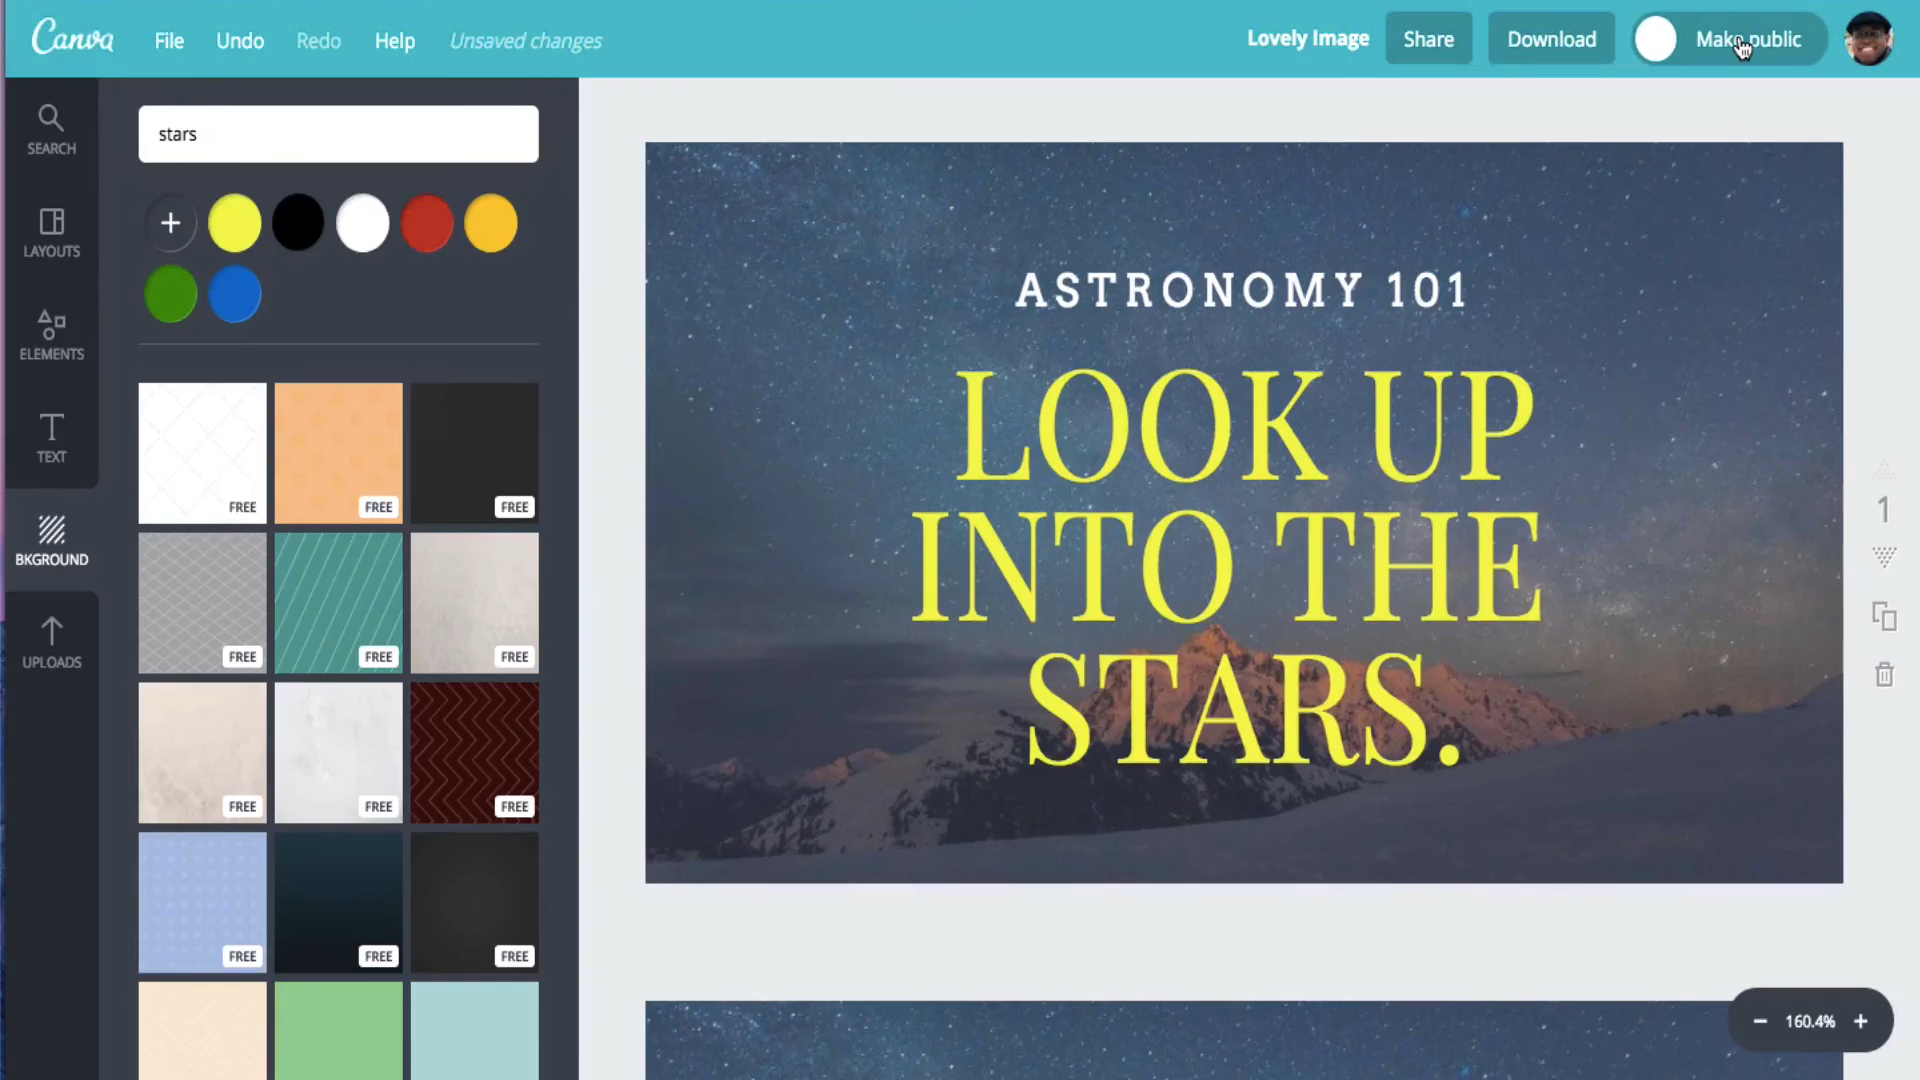 Canva
File
Undo
Redo
Help
Unsaved changes
Lovely Image
Share
Download
Make public
SEARCH
LAYOUTS
ELEMENTS
TEXT
BKGROUND
UPLOADS
stars
+
FREE
FREE
FREE
FREE
FREE
FREE
FREE
FREE
FREE
FREE
FREE
FREE
ASTRONOMY 101
LOOK UP
INTO THE
STARS.
1
− 160.4% +